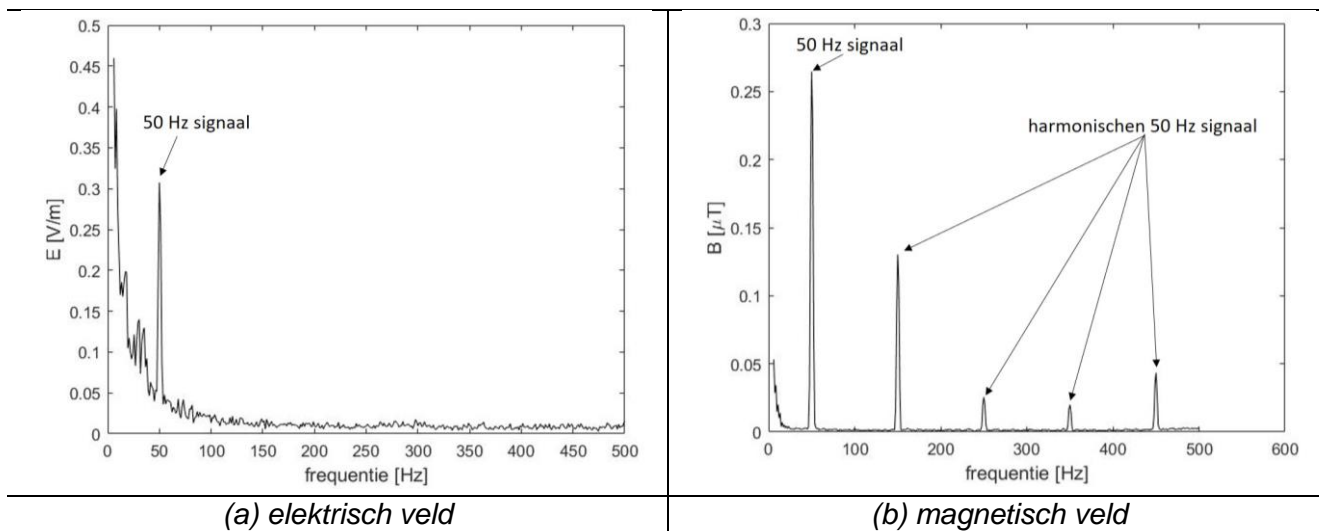 0.5
0.45
0.4
0.35
0.3
0.25
0.2
0.15
0.1
0.05
0
E [V/m]
50 Hz signaal
0 50 100 150 200 250 300 350 400 450 500
frequentie [Hz]
(a) elektrisch veld
0.3
0.25
0.2
0.15
0.1
0.05
0
B [μT]
50 Hz signaal
harmonischen 50 Hz signaal
0 100 200 300 400 500 600
frequentie [Hz]
(b) magnetisch veld